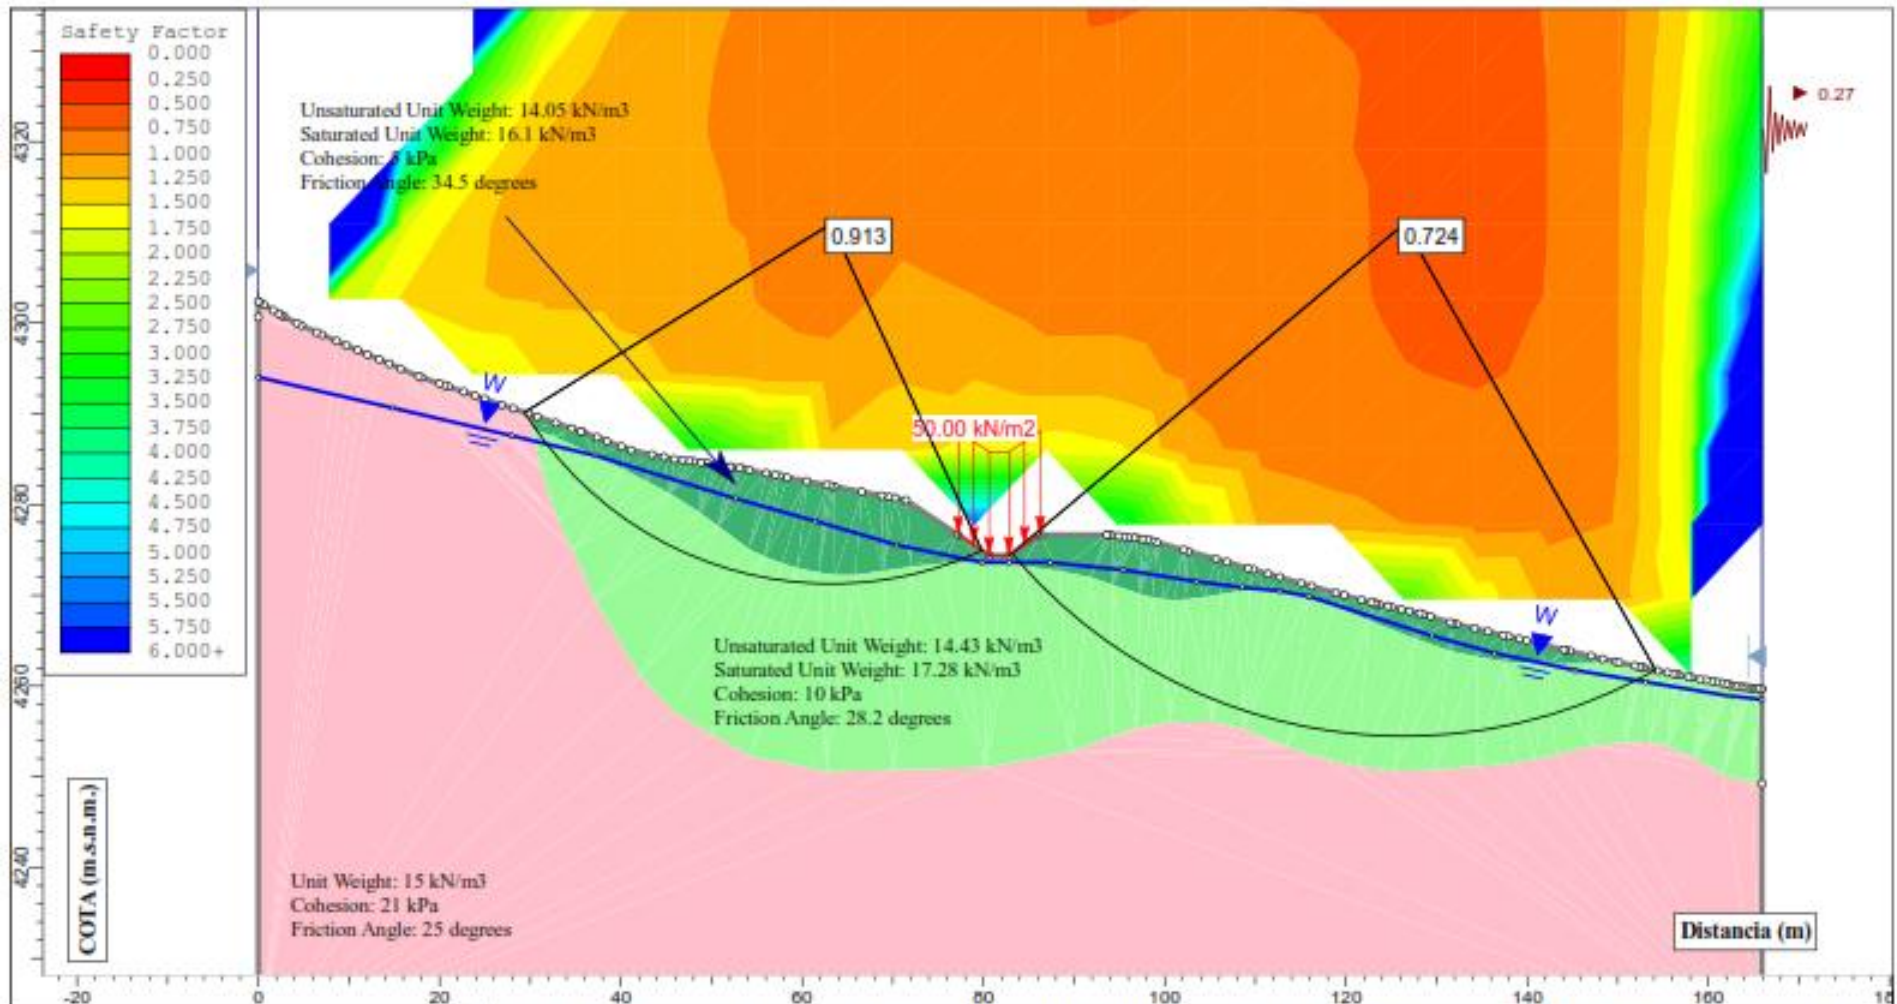 Safety Factor
0.000
0.250
0.500
0.750
1.000
1.250
1.500
1.750
2.000
2.250
2.500
2.750
3.000
3.250
3.500
3.750
4.000
4.250
4.500
4.750
5.000
5.250
5.500
5.750
6.000+
Unsaturated Unit Weight: 14.05 kN/m3
Saturated Unit Weight: 16.1 kN/m3
Cohesion: 5 kPa
Friction Angle: 34.5 degrees
0.27
0.913
0.724
W
50.00 kN/m2
W
Unsaturated Unit Weight: 14.43 kN/m3
Saturated Unit Weight: 17.28 kN/m3
Cohesion: 10 kPa
Friction Angle: 28.2 degrees
Unit Weight: 15 kN/m3
Cohesion: 21 kPa
Friction Angle: 25 degrees
COTA (m.s.n.m.)
Distancia (m)
4320
4300
4280
4260
4240
-20
0
20
40
60
80
100
120
140
160